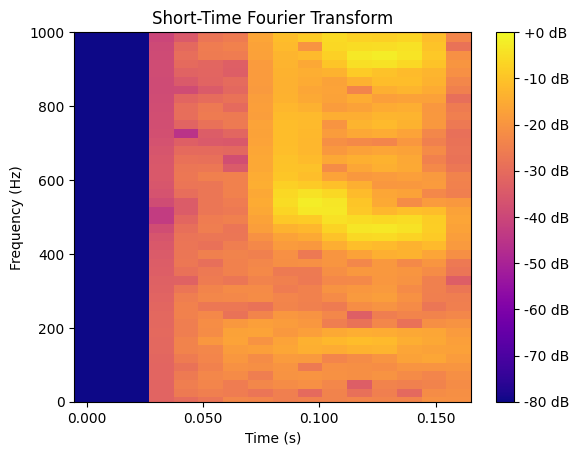 Short-Time Fourier Transform
1000
800
600
400
200
0
Frequency (Hz)
0.000
0.050
0.100
0.150
Time (s)
+0 dB
-10 dB
-20 dB
-30 dB
-40 dB
-50 dB
-60 dB
-70 dB
-80 dB